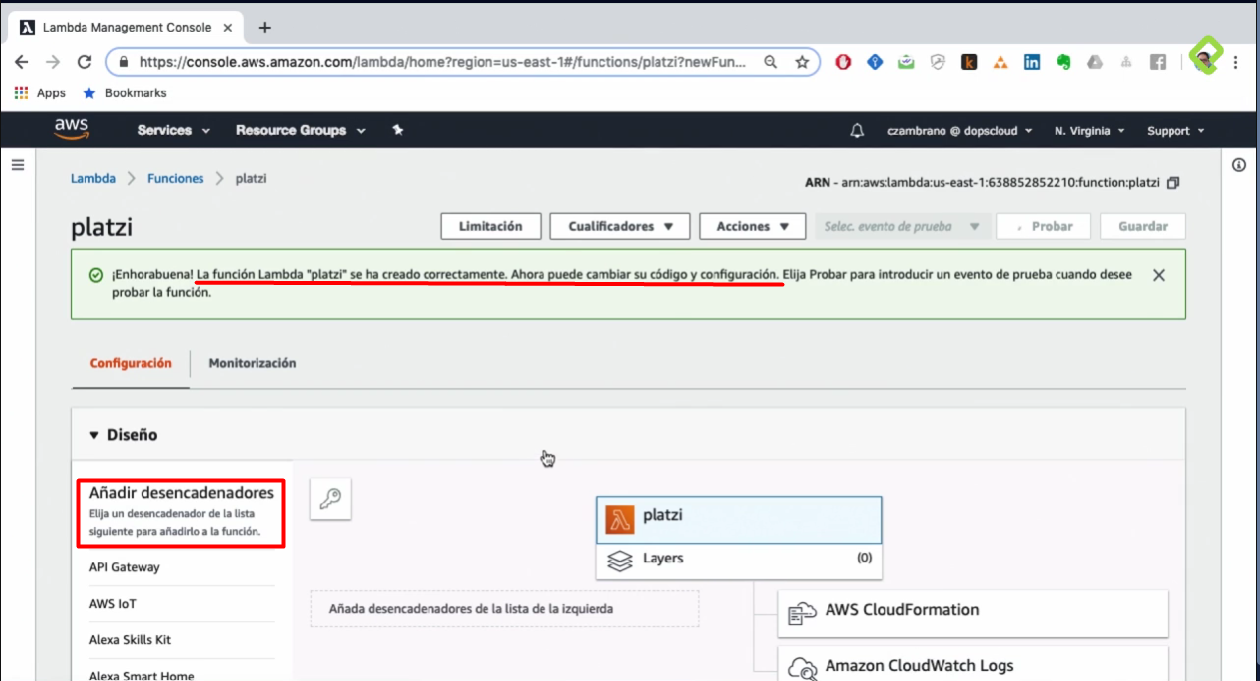 Lambda Management Console
https://console.aws.amazon.com/lambda/home?region=us-east-1#/functions/platzi?newFun...
Apps
Bookmarks
aws
Services
Resource Groups
czambrano @ dopscloud
N. Virginia
Support
Lambda
Funciones
platzi
ARN - arn:aws:lambda:us-east-1:638852852210:function:platzi
platzi
Limitación
Cualificadores
Acciones
Selec. evento de prueba
Probar
Guardar
¡Enhorabuena! La función Lambda "platzi" se ha creado correctamente. Ahora puede cambiar su código y configuración. Elija Probar para introducir un evento de prueba cuando desee
probar la función.
Configuración
Monitorización
Diseño
Añadir desencadenadores
Elija un desencadenador de la lista
siguiente para añadirlo a la función.
API Gateway
AWS IoT
Alexa Skills Kit
Alexa Smart Home
platzi
Layers
(0)
Añada desencadenadores de la lista de la izquierda
AWS CloudFormation
Amazon CloudWatch Logs